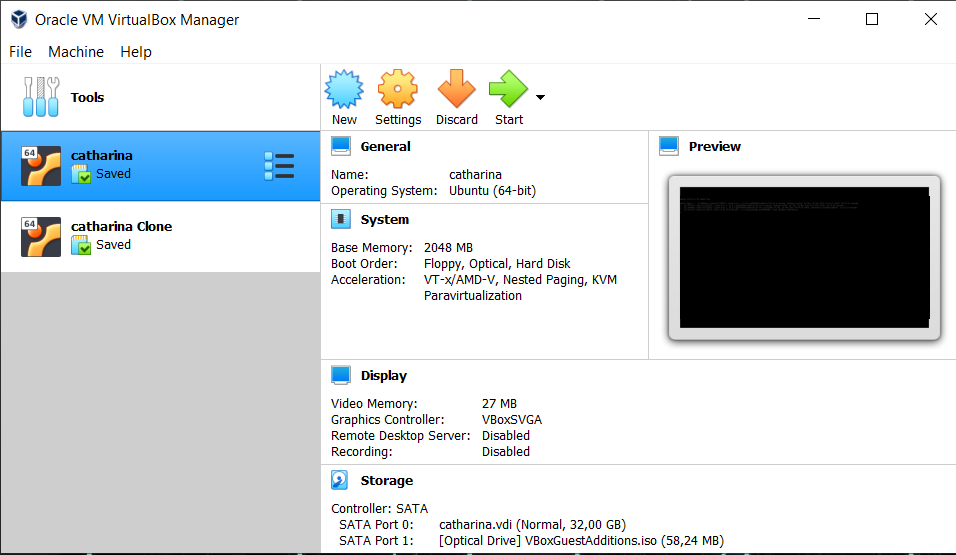 Oracle VM VirtualBox Manager
File Machine Help
Tools
New Settings Discard Start
64 catharina
Saved
64 catharina Clone
Saved
General
Name: catharina
Operating System: Ubuntu (64-bit)
System
Base Memory: 2048 MB
Boot Order: Floppy, Optical, Hard Disk
Acceleration: VT-x/AMD-V, Nested Paging, KVM
Paravirtualization
Preview
Display
Video Memory: 27 MB
Graphics Controller: VBoxSVGA
Remote Desktop Server: Disabled
Recording: Disabled
Storage
Controller: SATA
SATA Port 0: catharina.vdi (Normal, 32,00 GB)
SATA Port 1: [Optical Drive] VBoxGuestAdditions.iso (58,24 MB)